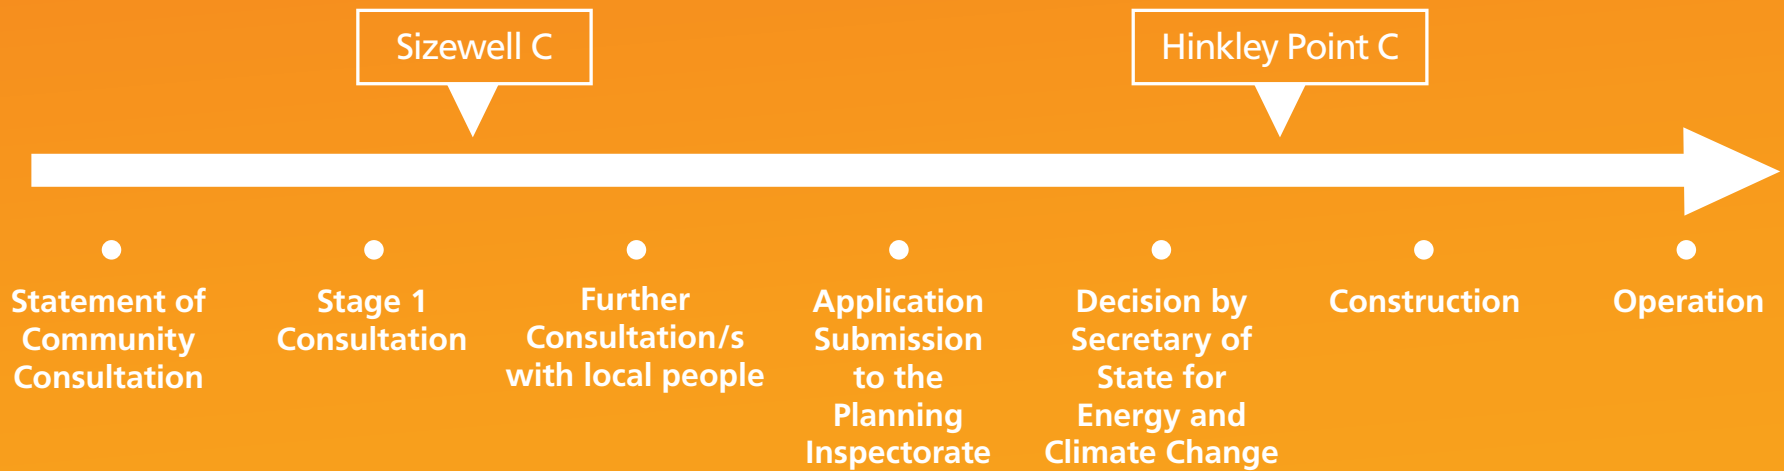 Sizewell C
Hinkley Point C
Statement of
Community
Consultation
Stage 1
Consultation
Further
Consultation/s
with local people
Application
Submission
to the
Planning
Inspectorate
Decision by
Secretary of
State for
Energy and
Climate Change
Construction
Operation